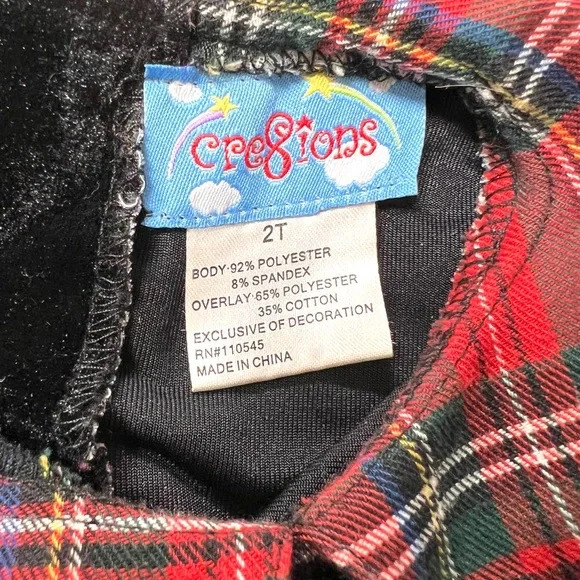 cre8ions
2T
BODY-92% POLYESTER
8% SPANDEX
OVERLAY-65% POLYESTER
35% COTTON
EXCLUSIVE OF DECORATION
RN#110545
MADE IN CHINA